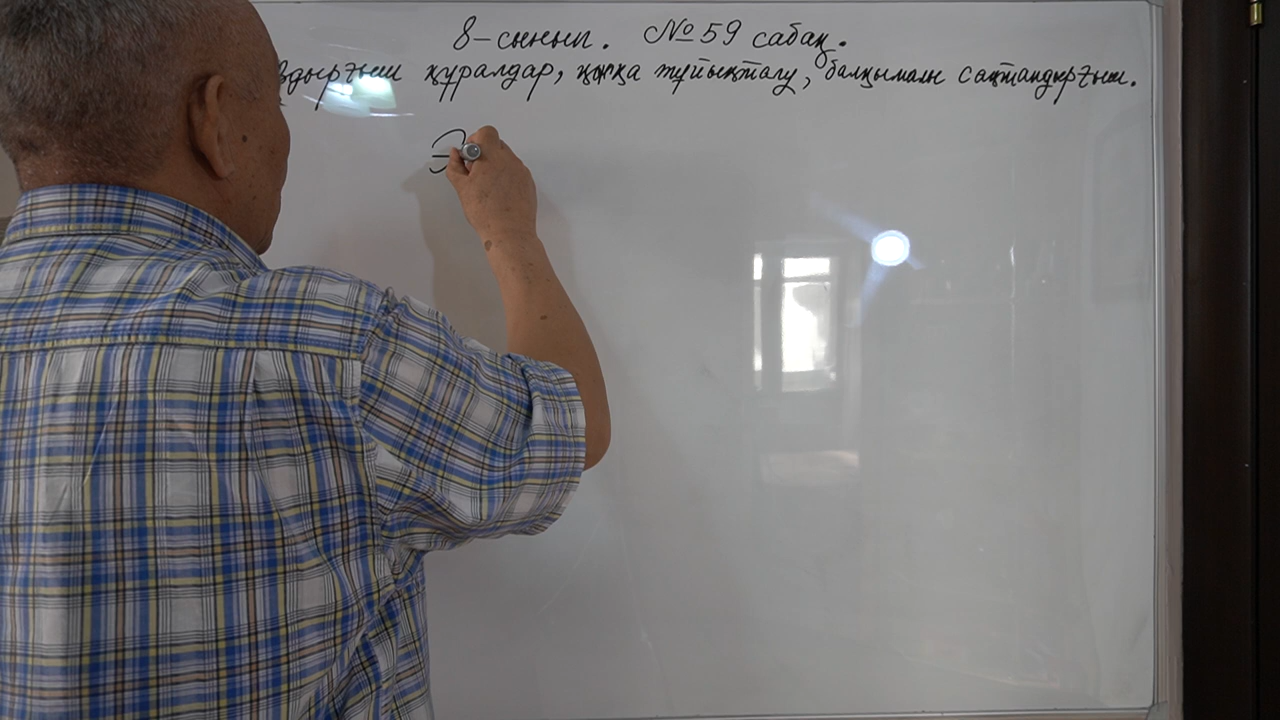 8-сынып. №59 сабақ.
құралдар, қысқа тұйықталу, балқымалы сақтандырғыш.
Э